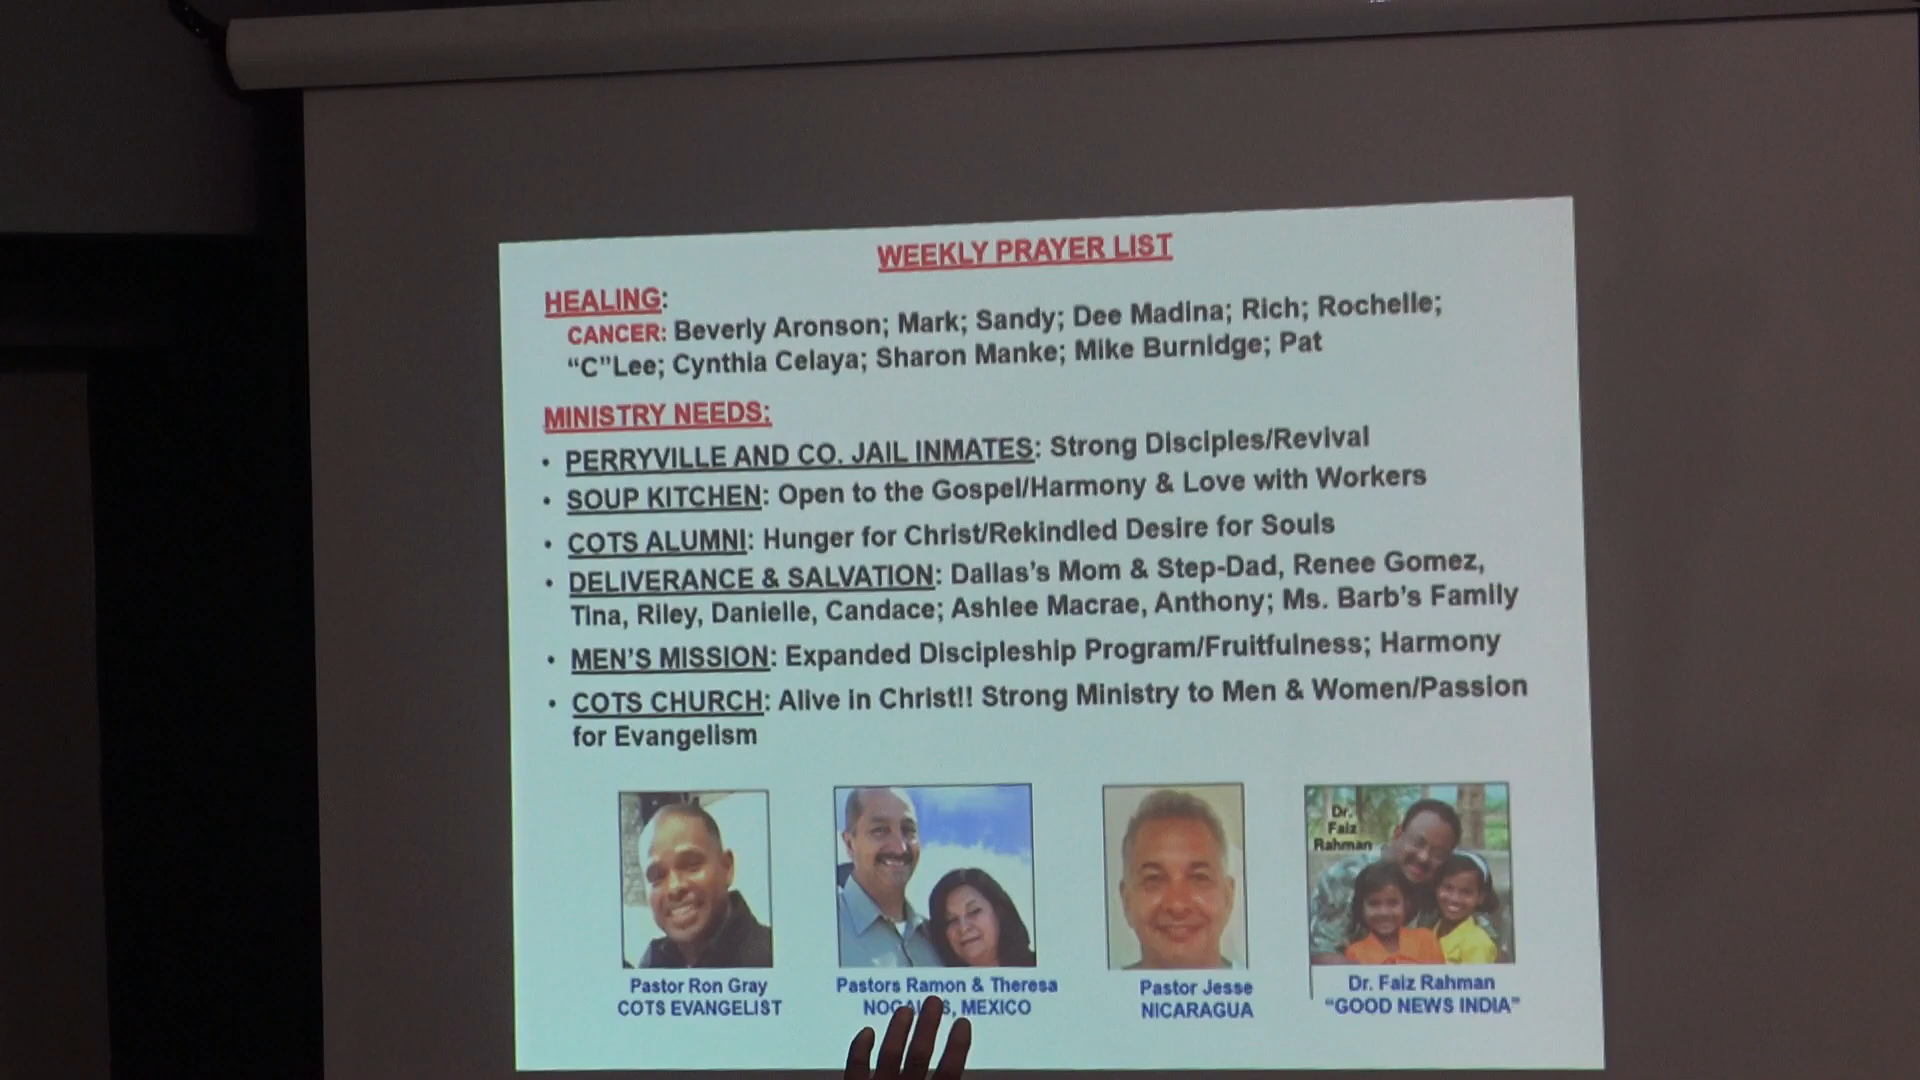 WEEKLY PRAYER LIST
HEALING:
CANCER: Beverly Aronson; Mark; Sandy; Dee Madina; Rich; Rochelle;
“C”Lee; Cynthia Celaya; Sharon Manke; Mike Burnidge; Pat
MINISTRY NEEDS:
• PERRYVILLE AND CO. JAIL INMATES: Strong Disciples/Revival
• SOUP KITCHEN: Open to the Gospel/Harmony & Love with Workers
• COTS ALUMNI: Hunger for Christ/Rekindled Desire for Souls
• DELIVERANCE & SALVATION: Dallas’s Mom & Step-Dad, Renee Gomez,
Tina, Riley, Danielle, Candace; Ashlee Macrae, Anthony; Ms. Barb’s Family
• MEN’S MISSION: Expanded Discipleship Program/Fruitfulness; Harmony
• COTS CHURCH: Alive in Christ!! Strong Ministry to Men & Women/Passion
for Evangelism
Dr.
Faiz
Rahman
Pastor Ron Gray
COTS EVANGELIST
Pastors Ramon & Theresa
MEXICO
Pastor Jesse
NICARAGUA
Dr. Faiz Rahman
“GOOD NEWS INDIA”